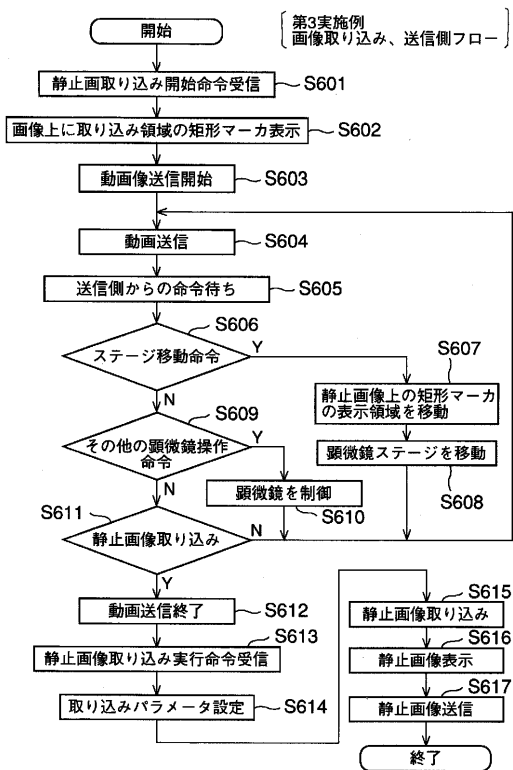 第3実施例
画像取り込み、送信側フロー
開始
静止画取り込み開始命令受信
S601
画像上に取り込み領域の矩形マーカ表示
S602
動画像送信開始
S603
動画送信
S604
送信側からの命令待ち
S605
S606
ステージ移動命令
Y
N
S607
静止画像上の矩形マーカ
の表示領域を移動
顕微鏡ステージを移動
S608
S609
その他の顕微鏡操作
命令
Y
N
顕微鏡を制御
S610
S611
静止画像取り込み
N
Y
動画送信終了
S612
S613
静止画像取り込み実行命令受信
取り込みパラメータ設定
S614
S615
静止画像取り込み
S616
静止画像表示
S617
静止画像送信
終了